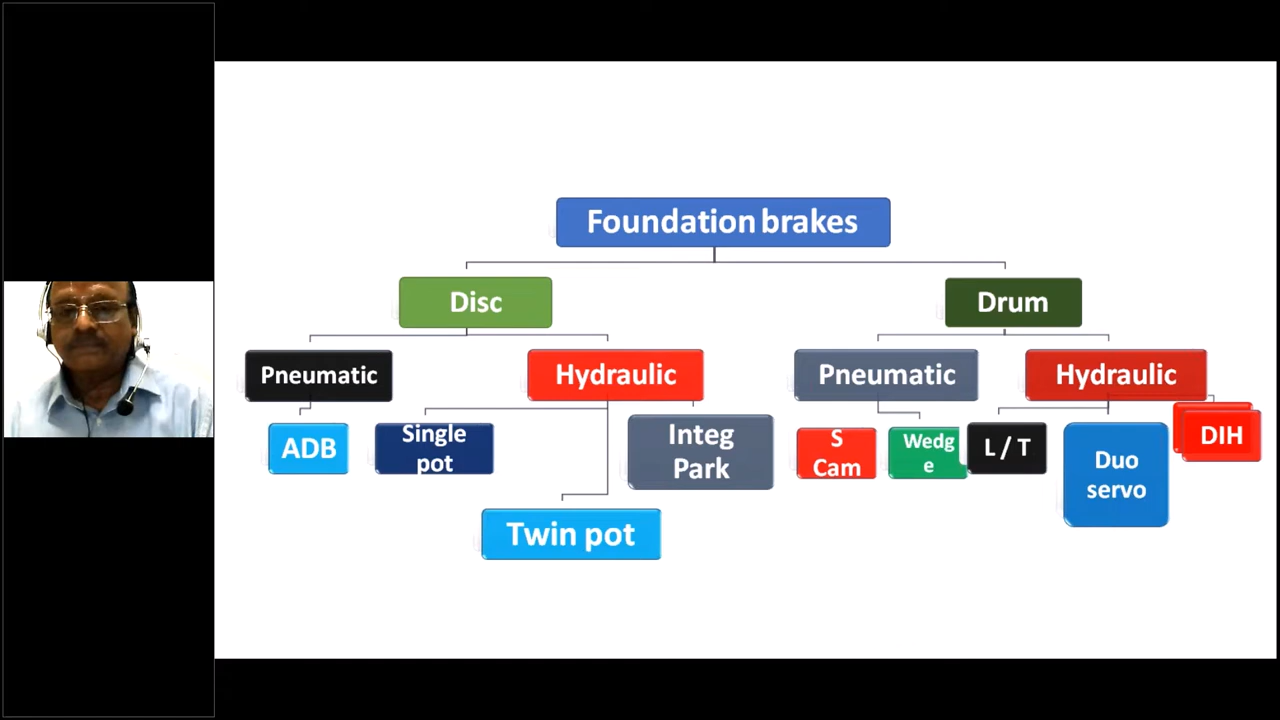 Foundation brakes
Disc
Drum
Pneumatic
Hydraulic
Pneumatic
Hydraulic
ADB
Single
pot
Integ
Park
Twin pot
S
Cam
Wedg
e
L / T
Duo
servo
DIH